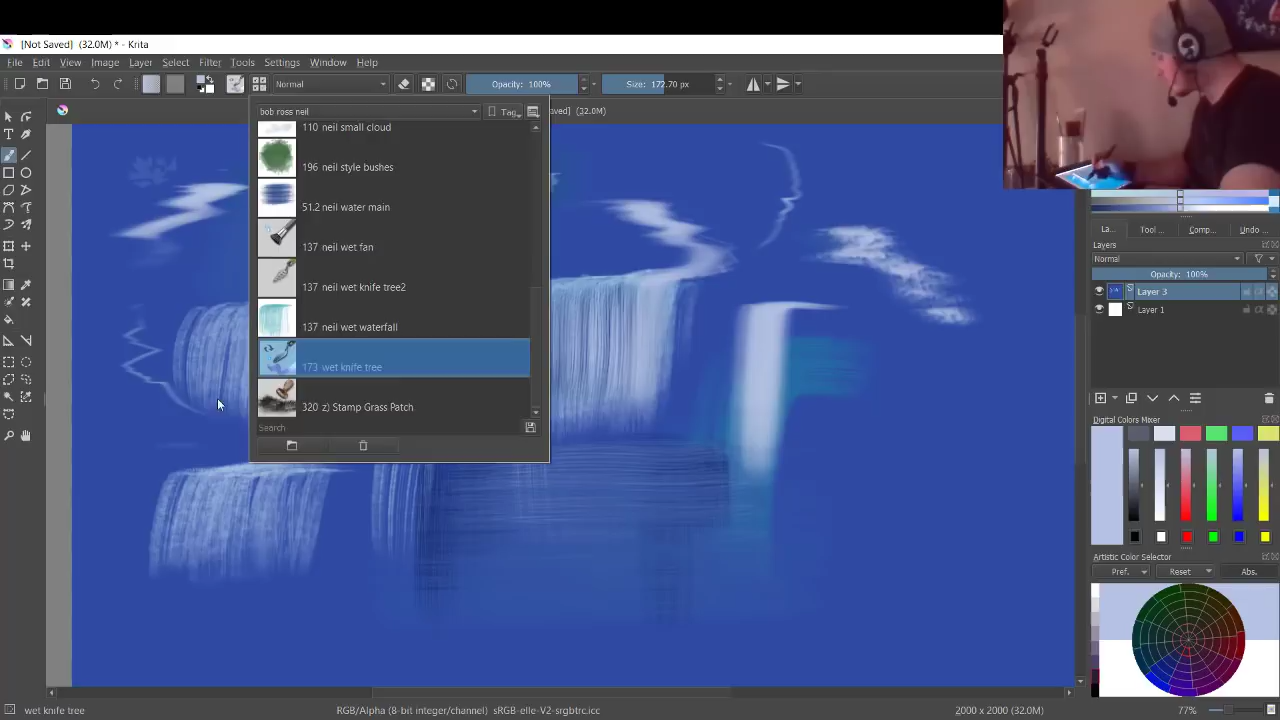 [Not Saved] (32.0M) * - Krita
File Edit View Image Layer Select Filter Tools Settings Window Help
Normal Opacity: 100% Size: 172.70 px
bob ross neil Tag
(32.0M)
110 neil small cloud
196 neil style bushes
51.2 neil water main
137 neil wet fan
137 neil wet knife tree2
137 neil wet waterfall
173 wet knife tree
320 z) Stamp Grass Patch
Search
La... Tool ... Comp... Undo ...
Layers
Normal
Opacity: 100%
Layer 3
Layer 1
Digital Colors Mixer
Artistic Color Selector
Pref. Reset Abs.
wet knife tree RGB/Alpha (8-bit integer/channel) sRGB-elle-V2-srgbtrc.icc 2000 x 2000 (32.0M) 77%